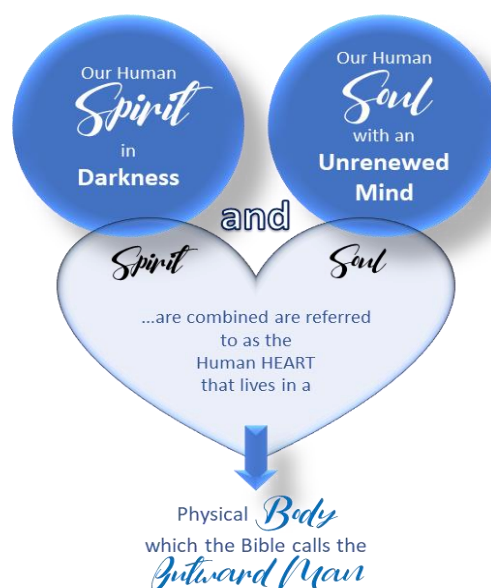 Our Human
Spirit
in
Darkness
Our Human
Soul
with an
Unrenewed
Mind
and
Spirit
Soul
...are combined are referred
to as the
Human HEART
that lives in a
Physical Body
which the Bible calls the
Outward Man